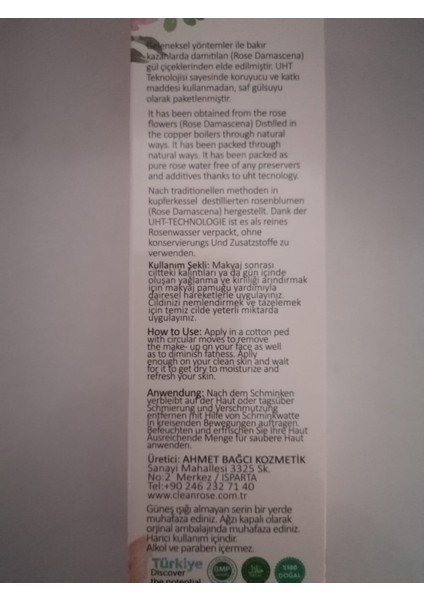 Geleneksel yöntemler ile bakır
kazanlarda damıtılan (Rose Damascena)
gül çiçeklerinden elde edilmiştir. UHT
Teknolojisi sayesinde koruyucu ve katkı
maddesi kullanmadan, saf gülsuyu
olarak paketlenmiştir.
It has been obtained from the rose
flowers (Rose Damascena) Distilled in
the copper boilers through natural
ways. It has been packed through
natural ways. It has been packed as
pure rose water free of any preservers
and additives thanks to uht tecnology.
Nach traditionellen methoden in
kupferkessel destillierten rosenblumen
(Rose Damascena) hergestellt. Dank der
UHT-TECHNOLOGIE ist es als reines
Rosenwasser verpackt, ohne
konservierungs Und Zusatzstoffe zu
verwenden.
Kullanım Şekli: Makyaj sonrası
ciltteki kalıntıları ya da gün içinde
oluşan yağlanma ve kirliliği arındırmak
için makyaj pamuğu yardımıyla
dairesel hareketlerle uygulayınız.
Cildinizi nemlendirmek ve tazelemek
için temiz cilde yeterli miktarda
uygulayınız.
How to Use: Apply in a cotton ped
with circular moves to remove
the make- up on your face as well
as to diminish fatness. Aplly
enough on your clean skin and wait
for it to get dry to moisturize and
refresh your skin.
Anwendung: Nach dem Schminken
verbleibt auf der Haut oder tagsüber
Schmierung und Verschmutzung
entfernen mit Hilfe von Schminkwatte
In kreisenden Bewegungen auftragen.
Befeuchten und erfrischen Sie Ihre Haut
Ausreichende Menge für saubere Haut
anwenden.
Üretici: AHMET BAĞCI KOZMETİK
Sanayi Mahallesi 3325 Sk.
No:2 Merkez / ISPARTA
Tel:+90 246 232 71 40
www.cleanrose.com.tr
Güneş ışığı almayan serin bir yerde
muhafaza ediniz. Ağzı kapalı olarak
orjinal ambalajında muhafaza ediniz.
Harici kullanım içindir.
Alkol ve paraben içermez.
Türkiye
Discover
the potential
GMP
%100
DOĞAL